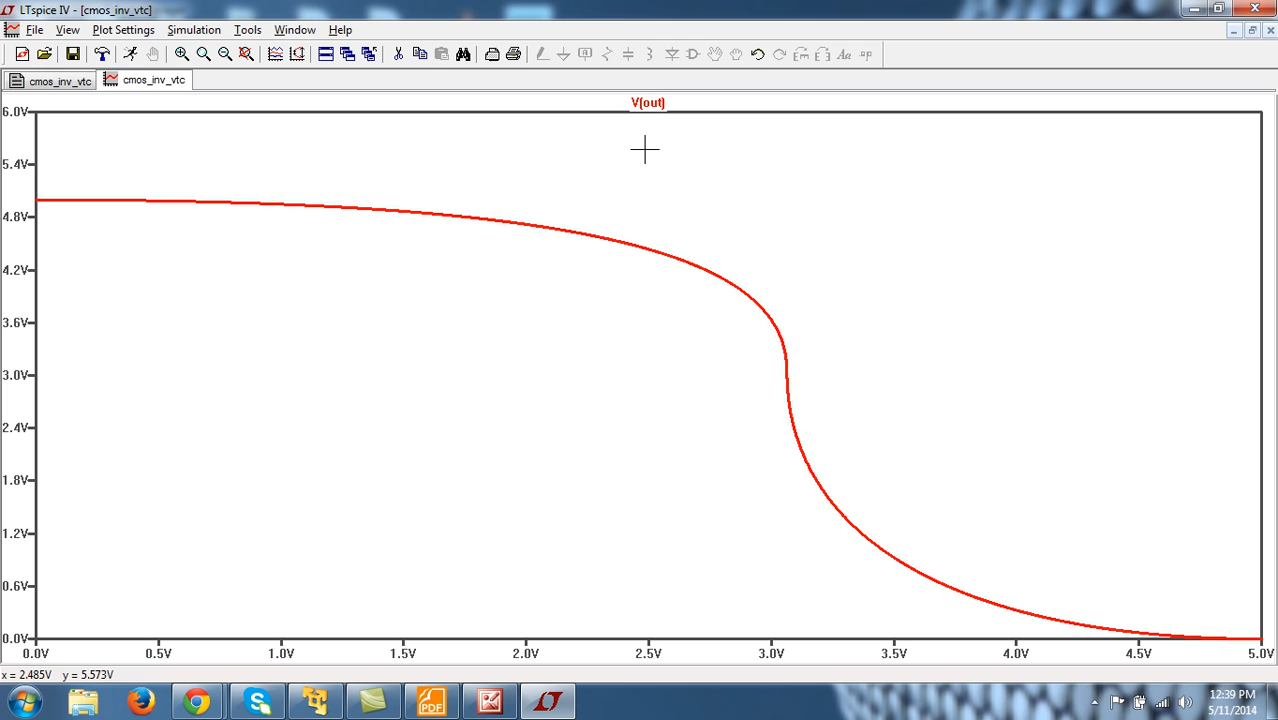 LTspice IV - [cmos_inv_vtc]
File View Plot Settings Simulation Tools Window Help
cmos_inv_vtc cmos_inv_vtc
V(out)
6.0V
5.4V
4.8V
4.2V
3.6V
3.0V
2.4V
1.8V
1.2V
0.6V
0.0V
0.0V 0.5V 1.0V 1.5V 2.0V 2.5V 3.0V 3.5V 4.0V 4.5V 5.0V
x = 2.485V y = 5.573V
PDF
12:39 PM
5/11/2014